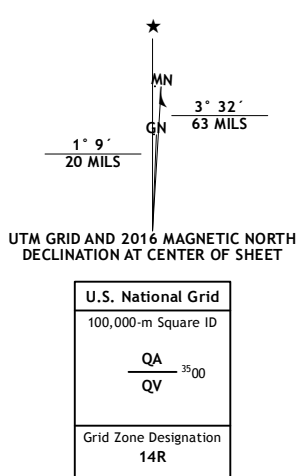 ★
MN
3° 32´
63 MILS
GN
1° 9´
20 MILS
UTM GRID AND 2016 MAGNETIC NORTH
DECLINATION AT CENTER OF SHEET
U.S. National Grid
100,000-m Square ID
QA
3500
QV
Grid Zone Designation
14R